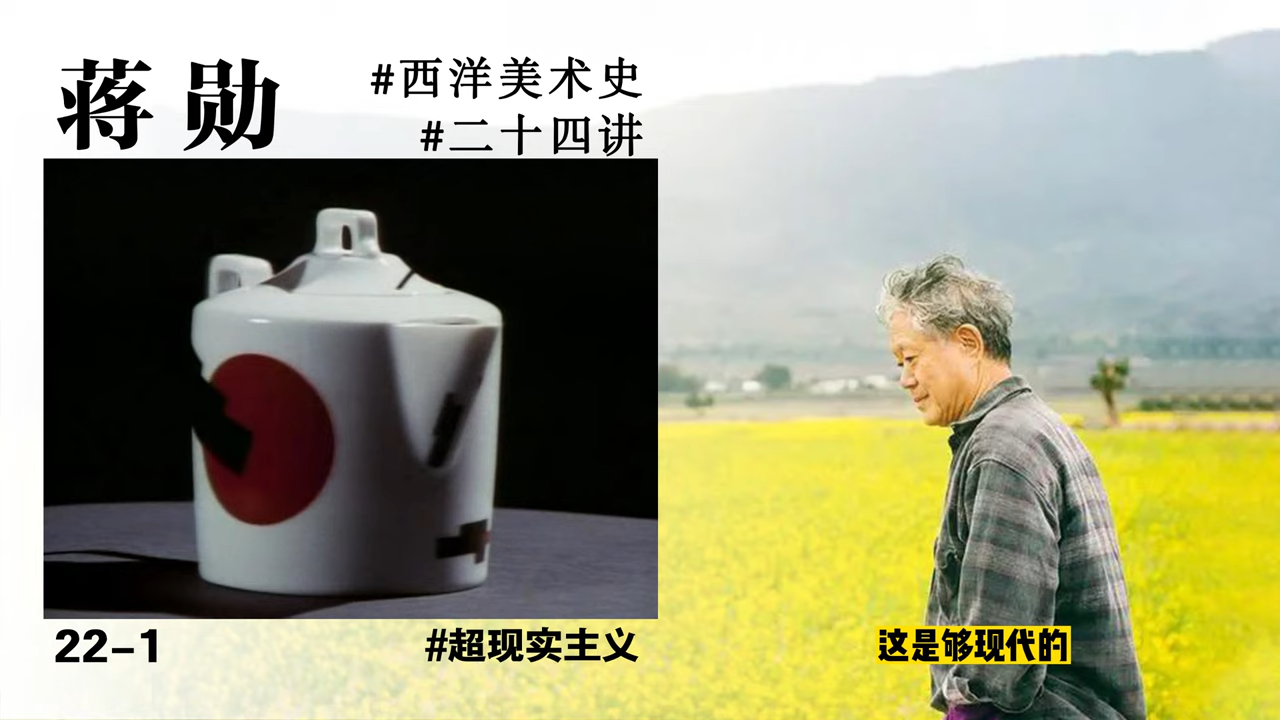 蒋勋
#西洋美术史
#二十四讲
22-1
#超现实主义
这是够现代的